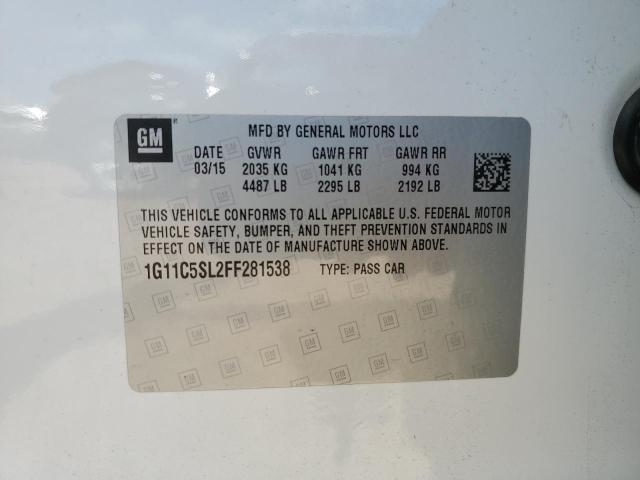 GM
MFD BY GENERAL MOTORS LLC
DATE GVWR GAWR FRT GAWR RR
03/15 2035 KG 1041 KG 994 KG
4487 LB 2295 LB 2192 LB
THIS VEHICLE CONFORMS TO ALL APPLICABLE U.S. FEDERAL MOTOR
VEHICLE SAFETY, BUMPER, AND THEFT PREVENTION STANDARDS IN
EFFECT ON THE DATE OF MANUFACTURE SHOWN ABOVE.
1G11C5SL2FF281538 TYPE: PASS CAR